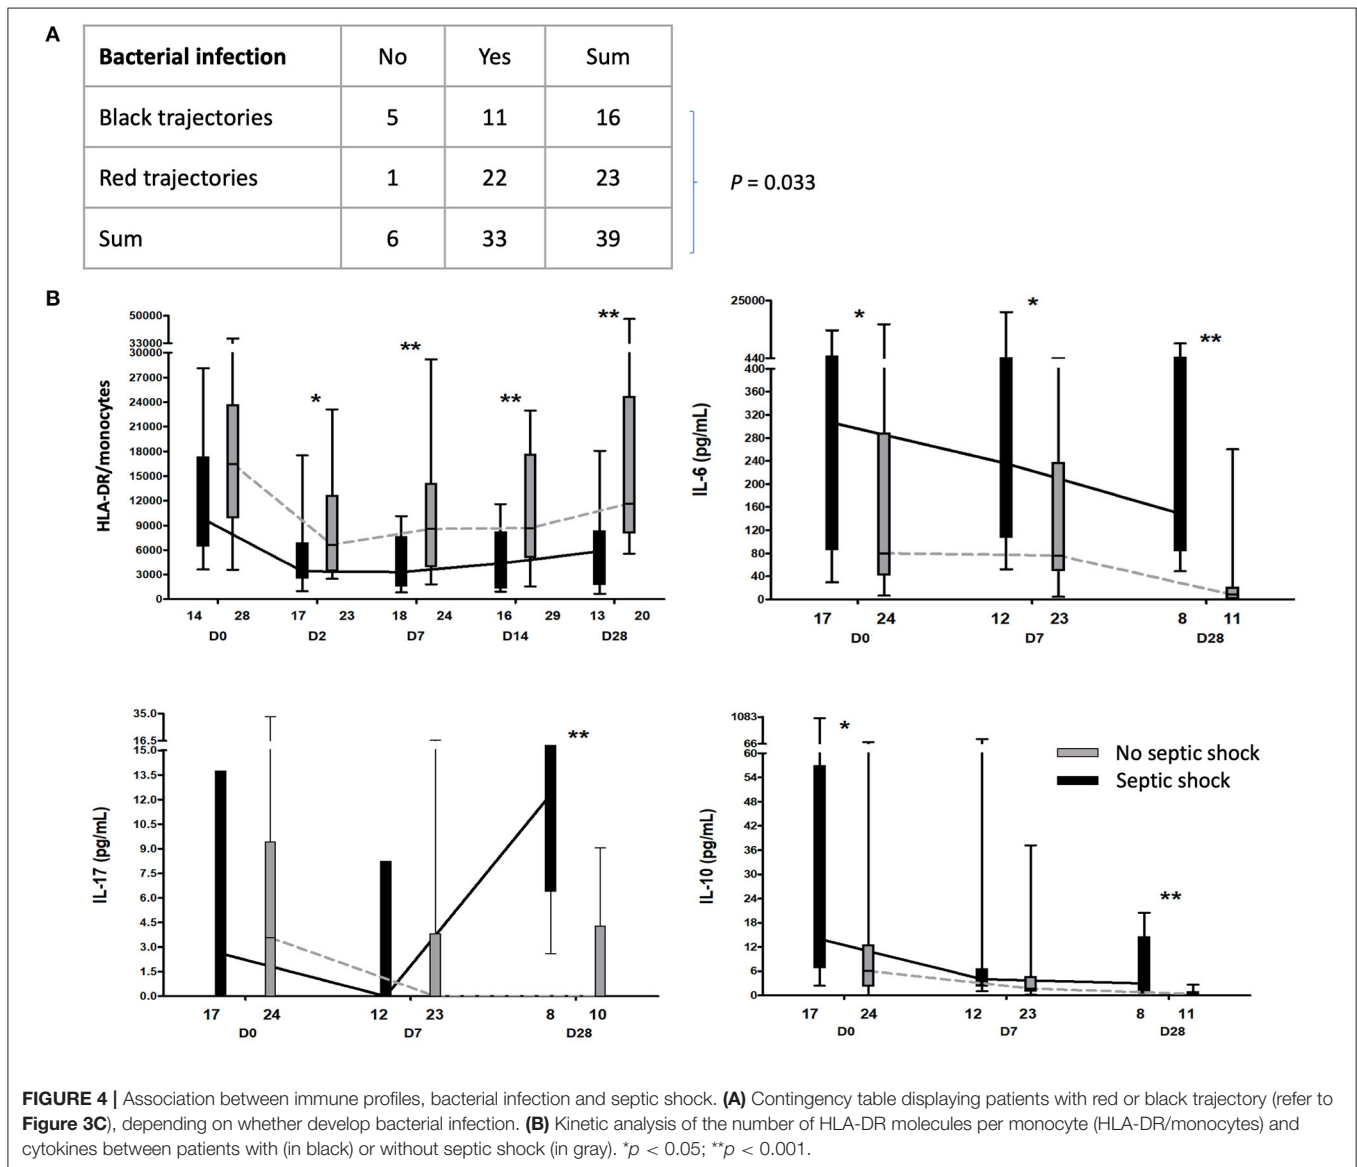 A
Bacterial infection No Yes Sum
Black trajectories 5 11 16
Red trajectories 1 22 23
Sum 6 33 39
P = 0.033
B
HLA-DR/monocytes
50000
33000
30000
27000
24000
21000
18000
15000
12000
9000
6000
3000
0
* ** ** **
14 28 17 23 18 24 16 29 13 20
D0 D2 D7 D14 D28
IL-6 (pg/mL)
25000
440
400
360
320
280
240
200
160
120
80
40
0
* * **
17 24 12 23 8 11
D0 D7 D28
IL-17 (pg/mL)
35.0
16.5
15.0
13.5
12.0
10.5
9.0
7.5
6.0
4.5
3.0
1.5
0.0
**
17 24 12 23 8 10
D0 D7 D28
IL-10 (pg/mL)
1083
66
60
54
48
42
36
30
24
18
12
6
0
* **
No septic shock
Septic shock
17 24 12 23 8 11
D0 D7 D28
FIGURE 4 | Association between immune profiles, bacterial infection and septic shock. (A) Contingency table displaying patients with red or black trajectory (refer to
Figure 3C), depending on whether develop bacterial infection. (B) Kinetic analysis of the number of HLA-DR molecules per monocyte (HLA-DR/monocytes) and
cytokines between patients with (in black) or without septic shock (in gray). *p < 0.05; **p < 0.001.